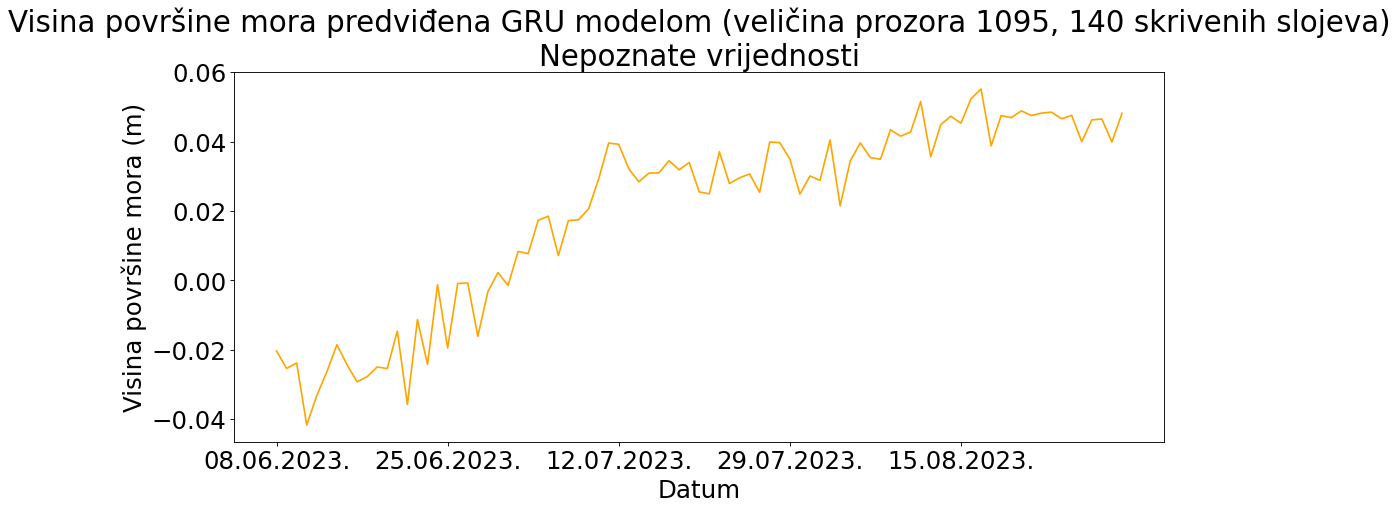 Visina površine mora predviđena GRU modelom (veličina prozora 1095, 140 skrivenih slojeva)
Nepoznate vrijednosti
Visina površine mora (m)
0.06
0.04
0.02
0.00
−0.02
−0.04
08.06.2023. 25.06.2023. 12.07.2023. 29.07.2023. 15.08.2023.
Datum